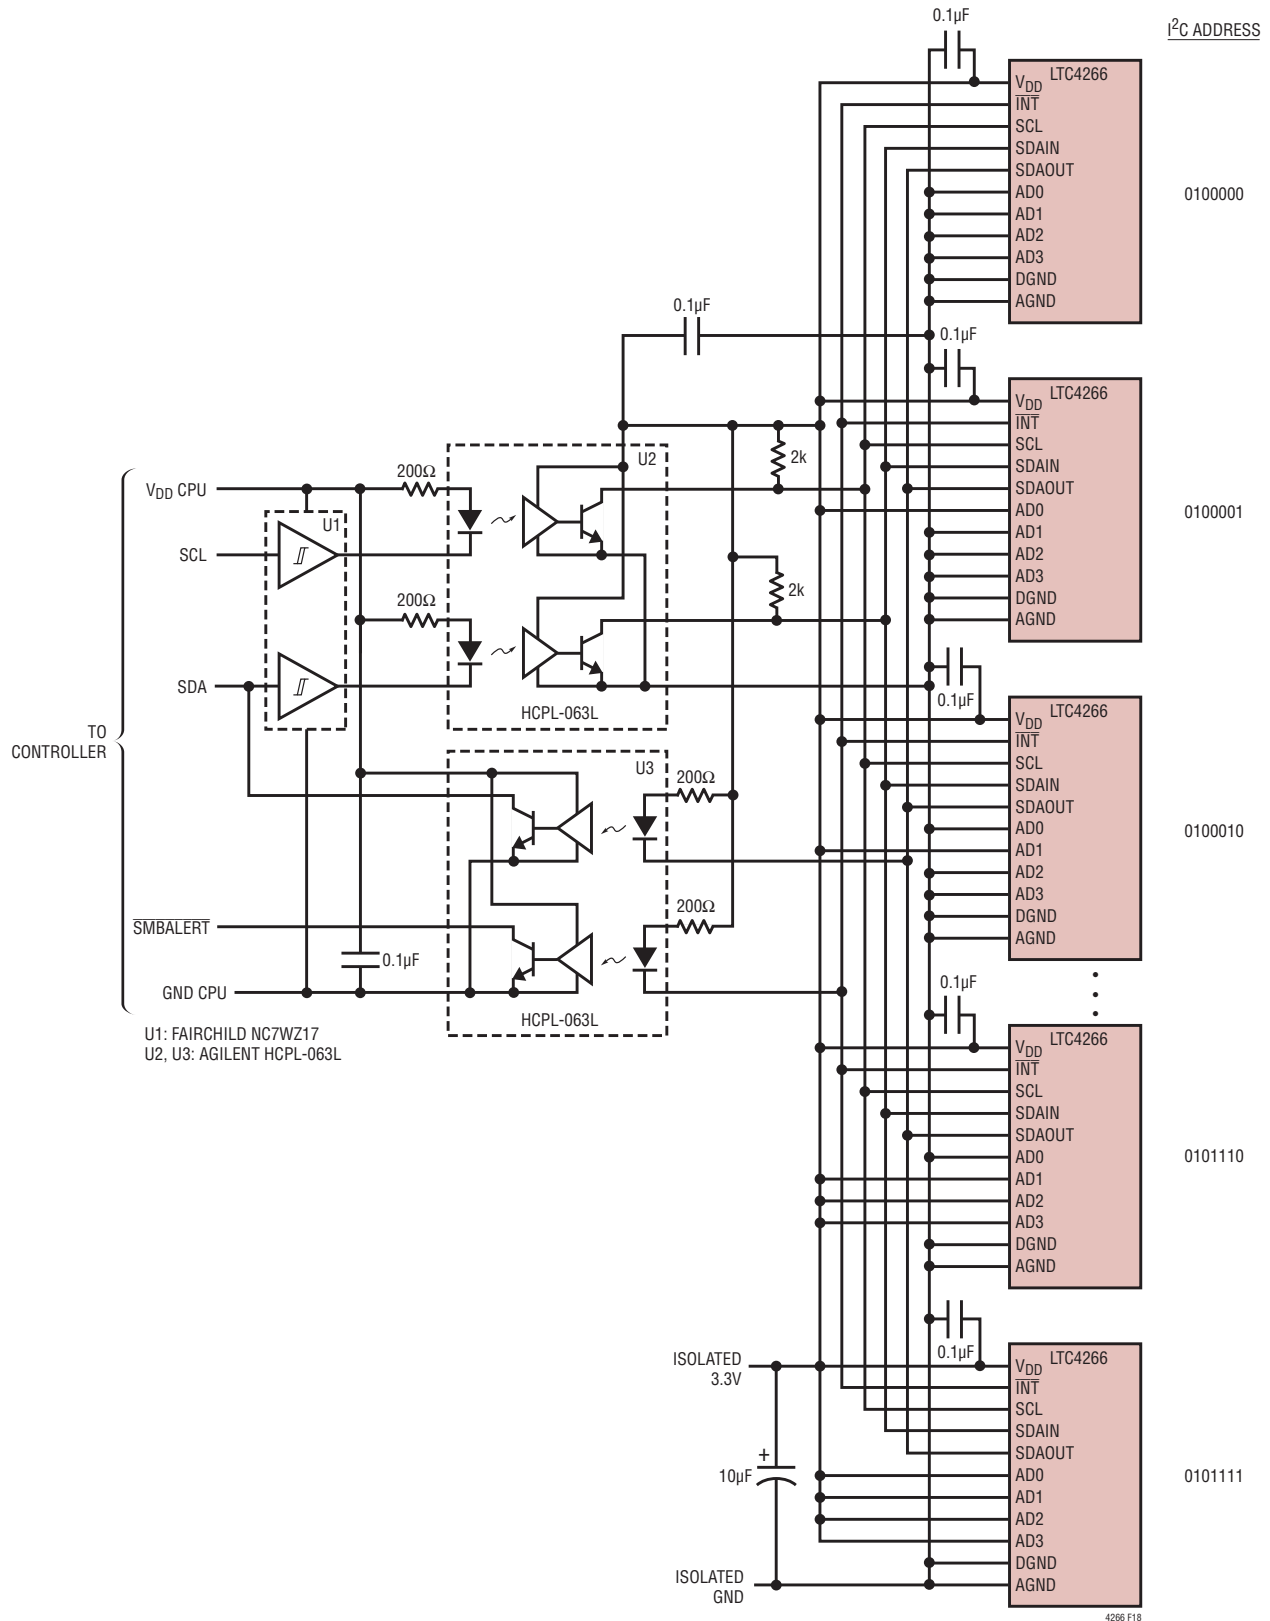 0.1µF
I²C ADDRESS
VDD LTC4266
INT
SCL
SDAIN
SDAOUT
AD0
0100000
AD1
AD2
AD3
DGND
AGND
0.1µF
0.1µF
VDD LTC4266
INT
SCL
SDAIN
SDAOUT
AD0
0100001
AD1
AD2
AD3
DGND
AGND
U2
2k
200Ω
VDD CPU
U1
SCL
2k
200Ω
SDA
HCPL-063L
TO
CONTROLLER
0.1µF
VDD LTC4266
INT
SCL
SDAIN
SDAOUT
AD0
0100010
AD1
AD2
AD3
DGND
AGND
U3
200Ω
200Ω
SMBALERT
0.1µF
GND CPU
HCPL-063L
U1: FAIRCHILD NC7WZ17
U2, U3: AGILENT HCPL-063L
0.1µF
VDD LTC4266
INT
SCL
SDAIN
SDAOUT
AD0
0101110
AD1
AD2
AD3
DGND
AGND
0.1µF
ISOLATED
3.3V
VDD LTC4266
INT
SCL
SDAIN
SDAOUT
+
10µF
AD0
0101111
AD1
AD2
AD3
DGND
AGND
ISOLATED
GND
4266 F18